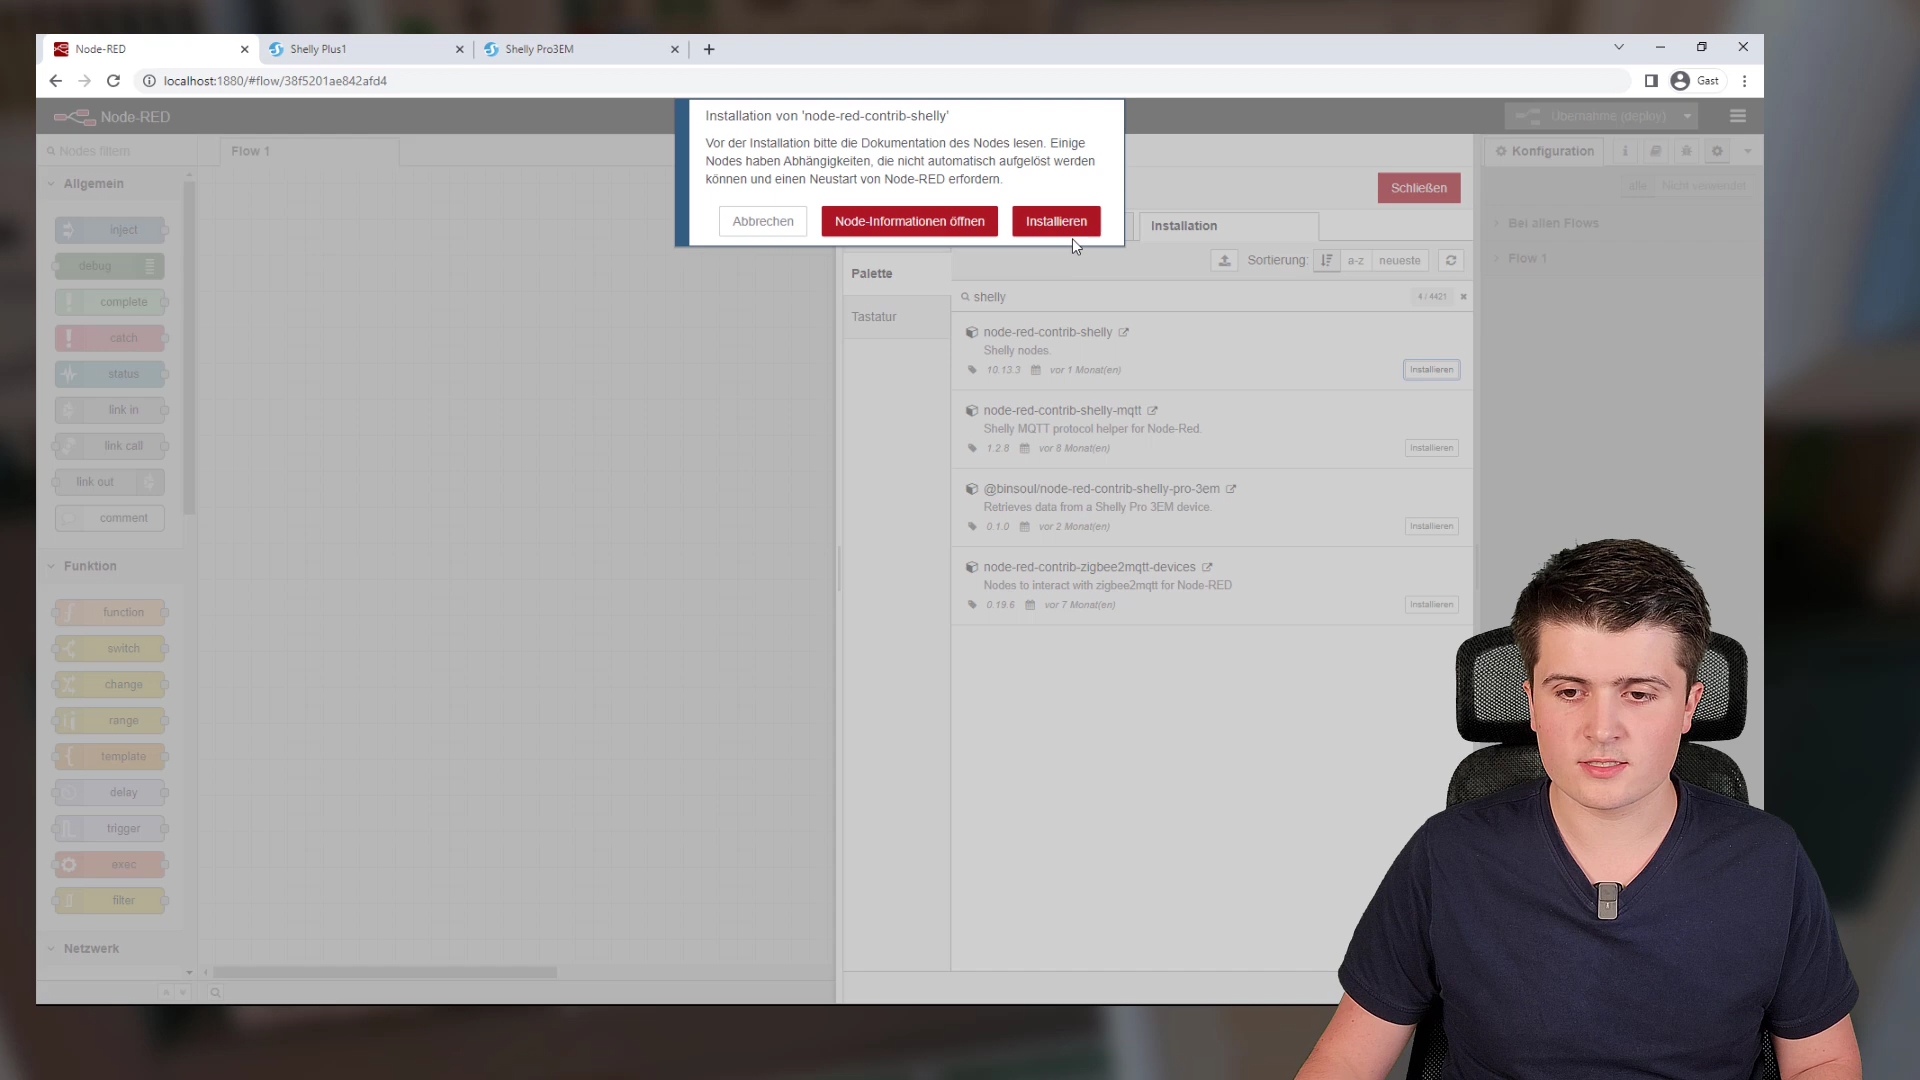 Node-RED
Shelly Plus1
Shelly Pro3EM
localhost:1880/#flow/38f5201ae842afd4
Gast
Node-RED
Übernahme (deploy)
Installation von 'node-red-contrib-shelly'
Vor der Installation bitte die Dokumentation des Nodes lesen. Einige
Nodes haben Abhängigkeiten, die nicht automatisch aufgelöst werden
können und einen Neustart von Node-RED erfordern.
Abbrechen
Node-Informationen öffnen
Installieren
Nodes filtern
Flow 1
Allgemein
inject
debug
complete
catch
status
link in
link call
link out
comment
Funktion
function
switch
change
range
template
delay
trigger
exec
filter
Netzwerk
Schließen
Installation
Palette
Tastatur
Sortierung:
a-z
neueste
shelly
4 / 4421
node-red-contrib-shelly
Shelly nodes.
10.13.3
vor 1 Monat(en)
Installieren
node-red-contrib-shelly-mqtt
Shelly MQTT protocol helper for Node-Red.
1.2.8
vor 8 Monat(en)
Installieren
@binsoul/node-red-contrib-shelly-pro-3em
Retrieves data from a Shelly Pro 3EM device.
0.1.0
vor 2 Monat(en)
Installieren
node-red-contrib-zigbee2mqtt-devices
Nodes to interact with zigbee2mqtt for Node-RED
0.19.6
vor 7 Monat(en)
Installieren
Konfiguration
alle
Nicht verwendet
Bei allen Flows
Flow 1